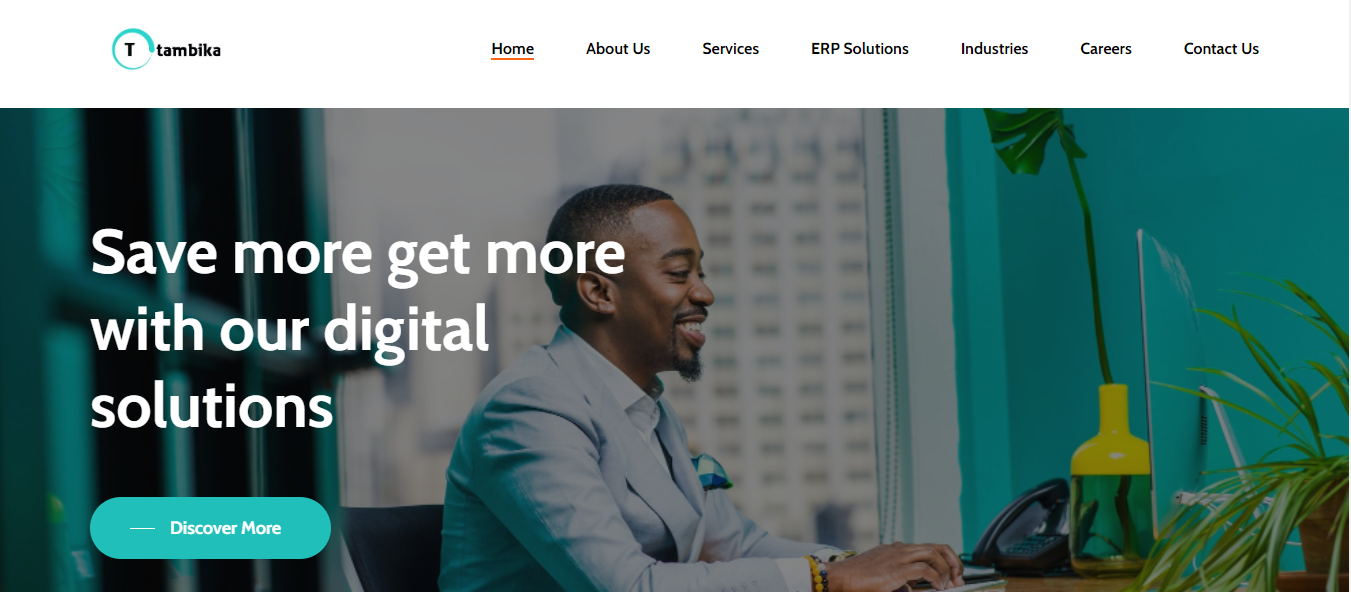 T tambika
Home About Us Services ERP Solutions Industries Careers Contact Us
Save more get more
with our digital
solutions
Discover More